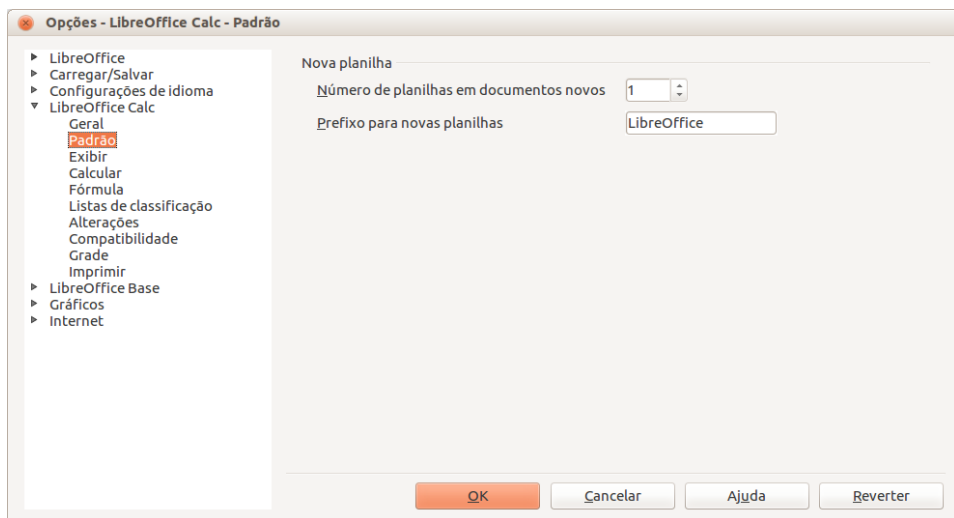 Opções - LibreOffice Calc - Padrão
LibreOffice
Carregar/Salvar
Configurações de idioma
LibreOffice Calc
Geral
Padrão
Exibir
Calcular
Fórmula
Listas de classificação
Alterações
Compatibilidade
Grade
Imprimir
LibreOffice Base
Gráficos
Internet
Nova planilha
Número de planilhas em documentos novos 1
Prefixo para novas planilhas LibreOffice
OK Cancelar Ajuda Reverter